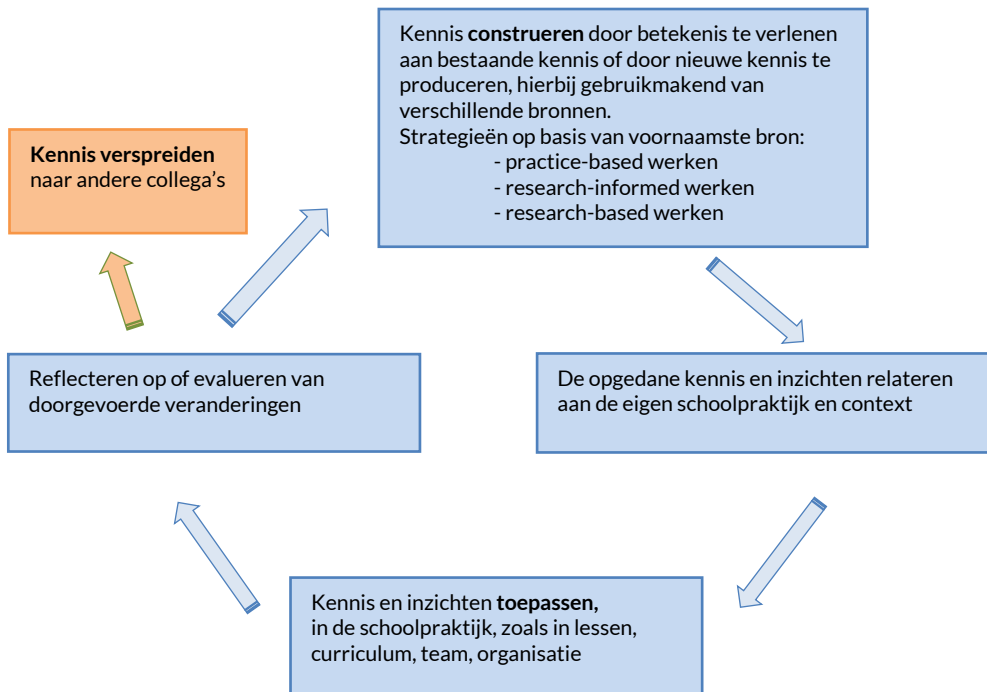 Kennis construeren door betekenis te verlenen
aan bestaande kennis of door nieuwe kennis te
produceren, hierbij gebruikmakend van
verschillende bronnen.
Strategieën op basis van voornaamste bron:
- practice-based werken
- research-informed werken
- research-based werken
Kennis verspreiden
naar andere collega’s
Reflecteren op of evalueren van
doorgevoerde veranderingen
De opgedane kennis en inzichten relateren
aan de eigen schoolpraktijk en context
Kennis en inzichten toepassen,
in de schoolpraktijk, zoals in lessen,
curriculum, team, organisatie